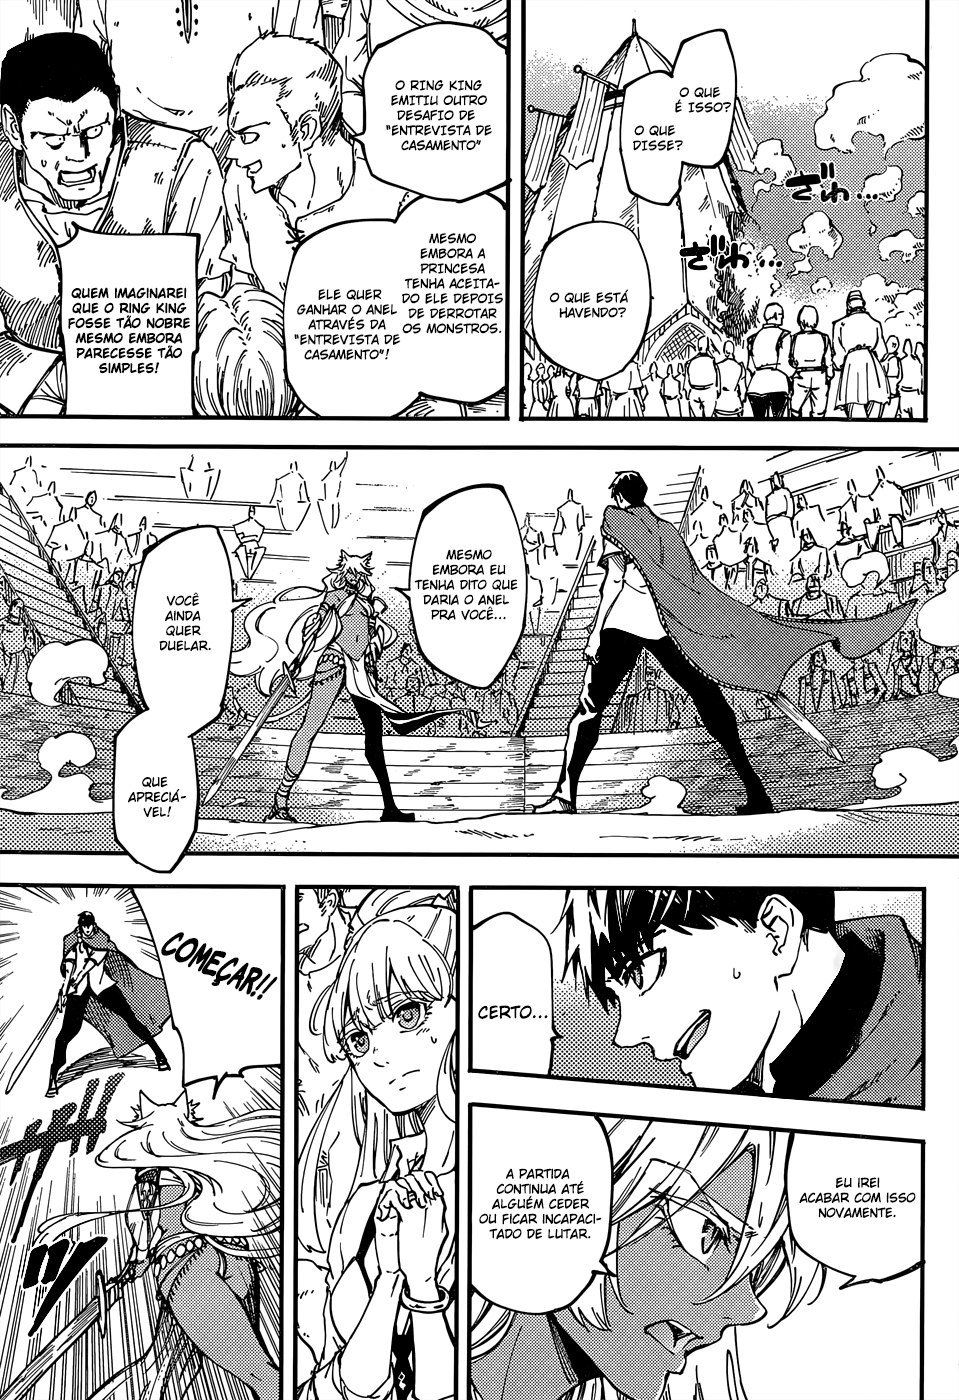 O QUE
É ISSO?
O QUE
DISSE?
ざわ...
ざわ...
O QUE ESTÁ
HAVENDO?
O RING KING
EMITIU OUTRO
DESAFIO DE
"ENTREVISTA DE
CASAMENTO"
MESMO
EMBORA A
PRINCESA
TENHA ACEITA-
DO ELE DEPOIS
DE DERROTAR
OS MONSTROS.
ELE QUER
GANHAR O ANEL
ATRAVÉS DA
"ENTREVISTA DE
CASAMENTO"!
QUEM IMAGINAREI
QUE O RING KING
FOSSE TÃO NOBRE
MESMO EMBORA
PARECESSE TÃO
SIMPLES!
MESMO
EMBORA EU
TENHA DITO QUE
DARIA O ANEL
PRA VOCÊ...
VOCÊ
AINDA
QUER
DUELAR.
QUE
APRECIÁ-
VEL!
CERTO...
EU IREI
ACABAR COM ISSO
NOVAMENTE.
A PARTIDA
CONTINUA ATÉ
ALGUÉM CEDER
OU FICAR INCAPACI-
TADO DE LUTAR.
COMEÇAR!!